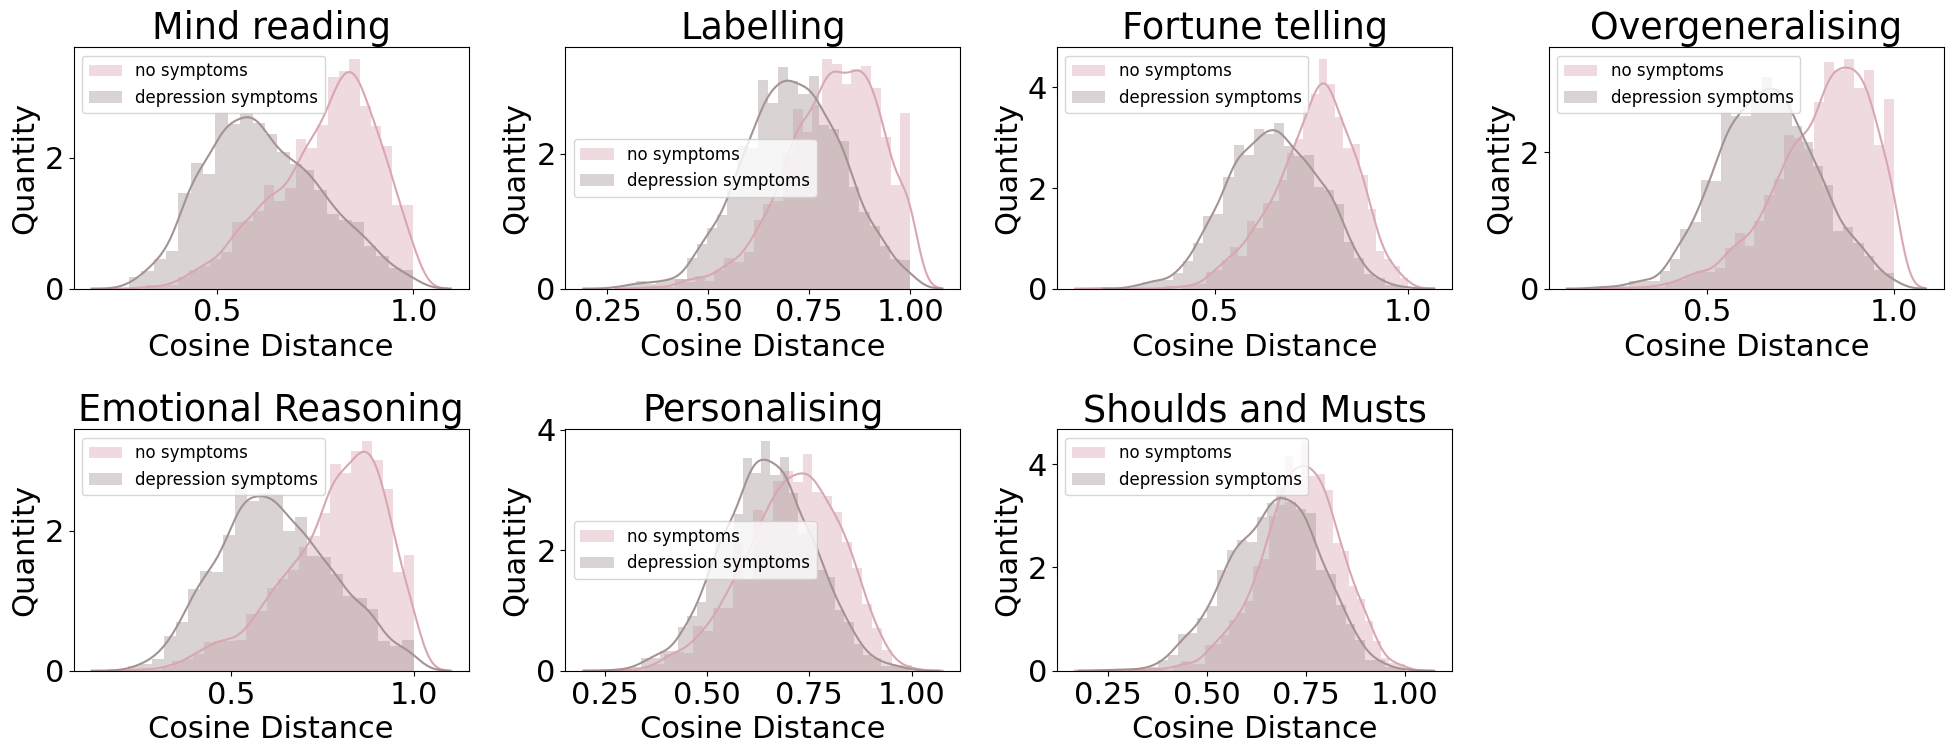 Mind reading
no symptoms
depression symptoms
Quantity
2
0
0.5 1.0
Cosine Distance
Labelling
no symptoms
depression symptoms
Quantity
2
0
0.25 0.50 0.75 1.00
Cosine Distance
Fortune telling
no symptoms
depression symptoms
Quantity
4
2
0
0.5 1.0
Cosine Distance
Overgeneralising
no symptoms
depression symptoms
Quantity
2
0
0.5 1.0
Cosine Distance
Emotional Reasoning
no symptoms
depression symptoms
Quantity
2
0
0.5 1.0
Cosine Distance
Personalising
no symptoms
depression symptoms
Quantity
4
2
0
0.25 0.50 0.75 1.00
Cosine Distance
Shoulds and Musts
no symptoms
depression symptoms
Quantity
4
2
0
0.25 0.50 0.75 1.00
Cosine Distance